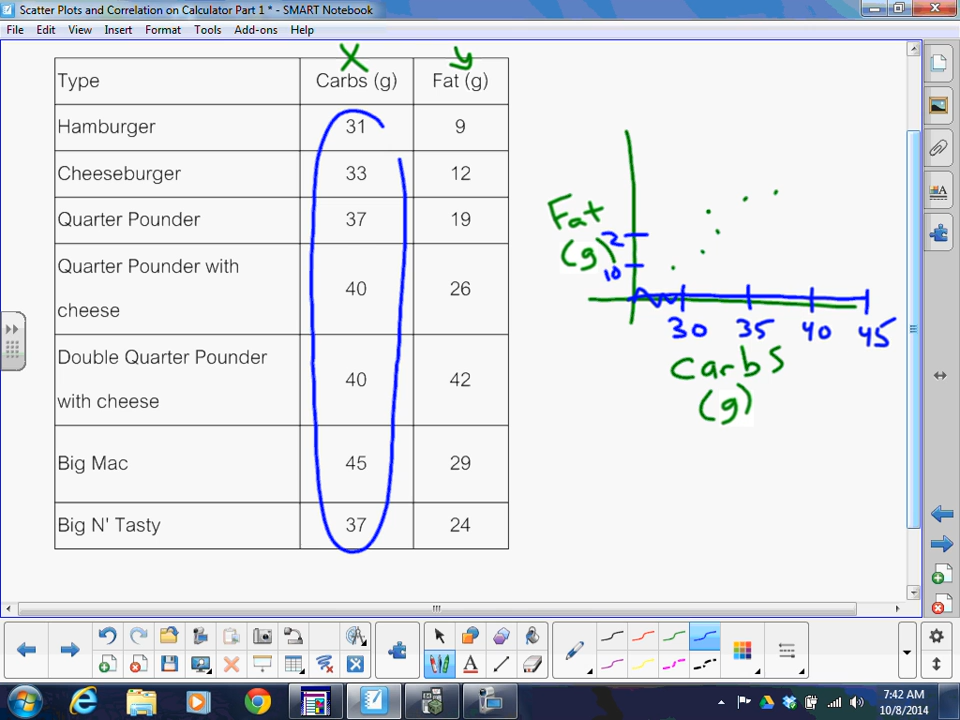 Scatter Plots and Correlation on Calculator Part 1 * - SMART Notebook
File Edit View Insert Format Tools Add-ons Help
X y
Type Carbs (g) Fat (g)
Hamburger 31 9
Cheeseburger 33 12
Quarter Pounder 37 19
Quarter Pounder with
cheese 40 26
Double Quarter Pounder
with cheese 40 42
Big Mac 45 29
Big N' Tasty 37 24
Fat
(g)
2
10
30 35 40 45
Carbs
(g)
7:42 AM
10/8/2014